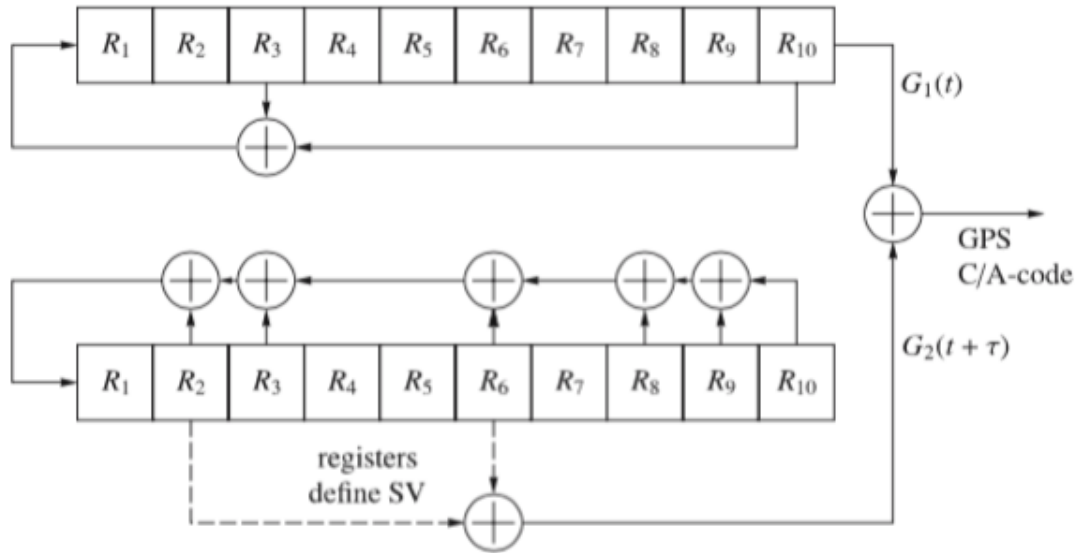 R1 R2 R3 R4 R5 R6 R7 R8 R9 R10
G1(t)
GPS
C/A-code
G2(t + τ)
R1 R2 R3 R4 R5 R6 R7 R8 R9 R10
registers
define SV